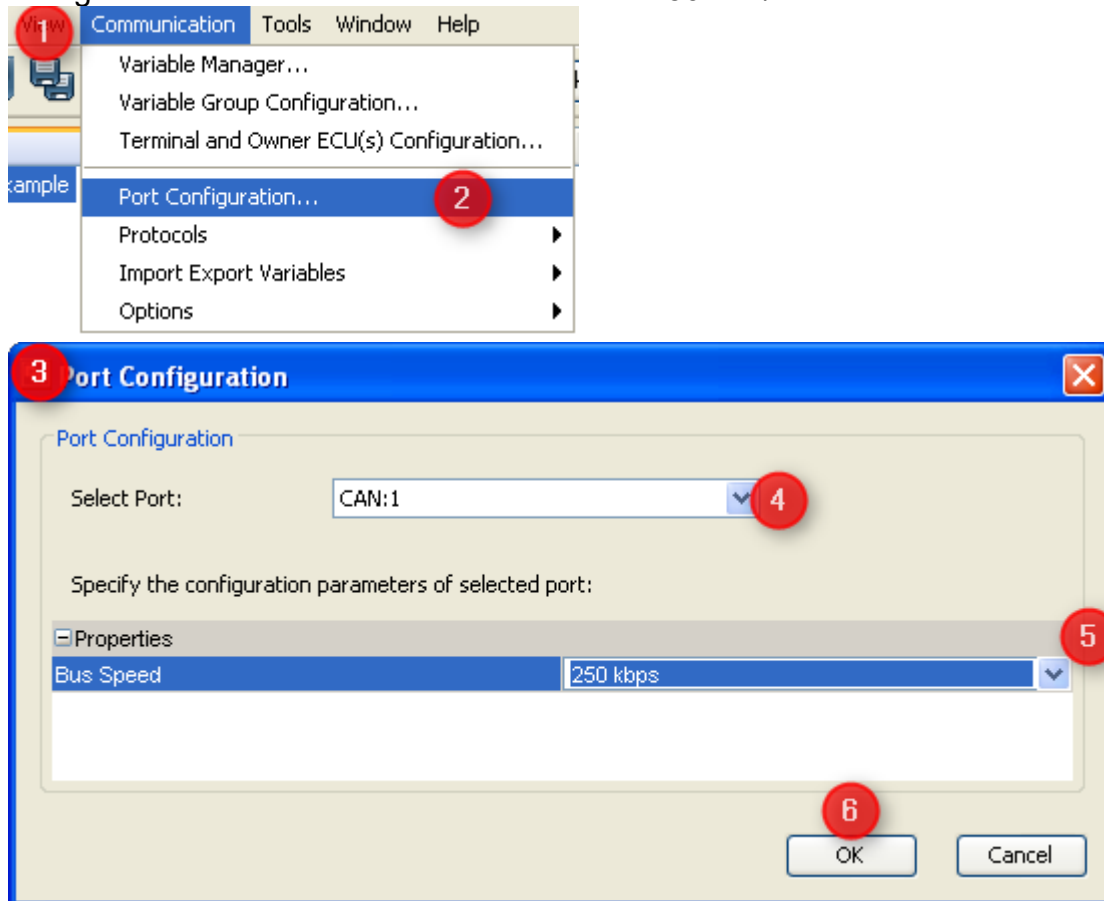 View Communication Tools Window Help
1
Variable Manager...
Variable Group Configuration...
Terminal and Owner ECU(s) Configuration...
Port Configuration... 2
Protocols
Import Export Variables
Options
3 Port Configuration
Port Configuration
Select Port: CAN:1 4
Specify the configuration parameters of selected port:
Properties 5
Bus Speed 250 kbps
6
OK Cancel